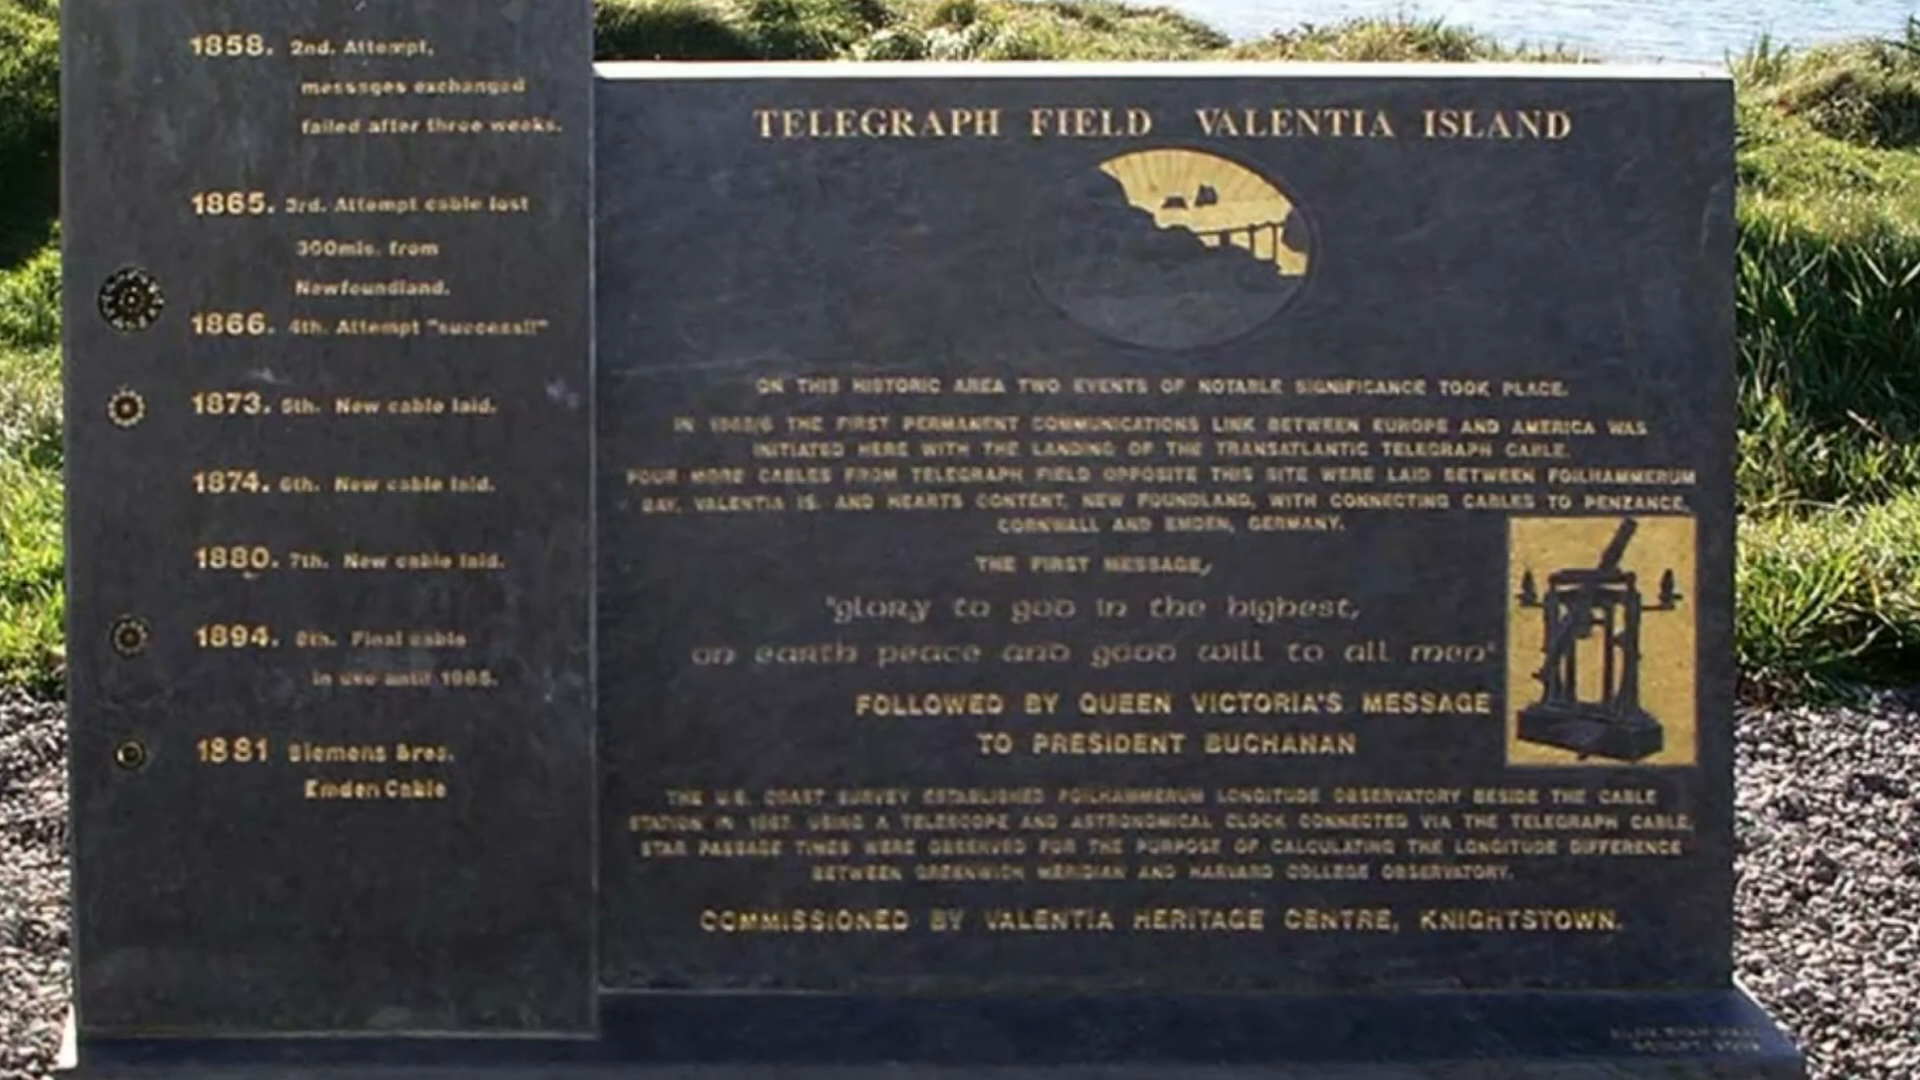 1858. 2nd. Attempt,
messages exchanged
failed after three weeks.
1865. 3rd. Attempt cable lost
300mls. from
Newfoundland.
1866. 4th. Attempt "success!!"
1873. 5th. New cable laid.
1874. 6th. New cable laid.
1880. 7th. New cable laid.
1894. 8th. Final cable
in use until
1881 Siemens Bros.
Emden Cable
TELEGRAPH FIELD VALENTIA ISLAND
ON THIS HISTORIC AREA TWO EVENTS OF NOTABLE SIGNIFICANCE TOOK PLACE.
IN THE FIRST PERMANENT COMMUNICATIONS LINK BETWEEN EUROPE AND AMERICA WAS
INITIATED HERE WITH THE LANDING OF THE TRANSATLANTIC TELEGRAPH CABLE.
FOUR MORE CABLES FROM TELEGRAPH FIELD OPPOSITE THIS SITE WERE LAID BETWEEN FOILHAMMERUM
BAY, VALENTIA IS. AND HEARTS CONTENT, NEW FOUNDLAND, WITH CONNECTING CABLES TO PENZANCE,
CORNWALL AND EMDEN, GERMANY.
THE FIRST MESSAGE,
"glory to god in the highest,
on earth peace and good will to all men"
FOLLOWED BY QUEEN VICTORIA'S MESSAGE
TO PRESIDENT BUCHANAN
THE U.S. COAST SURVEY ESTABLISHED FOILHAMMERUM LONGITUDE OBSERVATORY BESIDE THE CABLE
STATION IN USING A TELESCOPE AND ASTRONOMICAL CLOCK CONNECTED VIA THE TELEGRAPH CABLE,
STAR PASSAGE TIMES WERE OBSERVED FOR THE PURPOSE OF CALCULATING THE LONGITUDE DIFFERENCE
BETWEEN GREENWICH MERIDIAN AND HARVARD COLLEGE OBSERVATORY.
COMMISSIONED BY VALENTIA HERITAGE CENTRE, KNIGHTSTOWN.